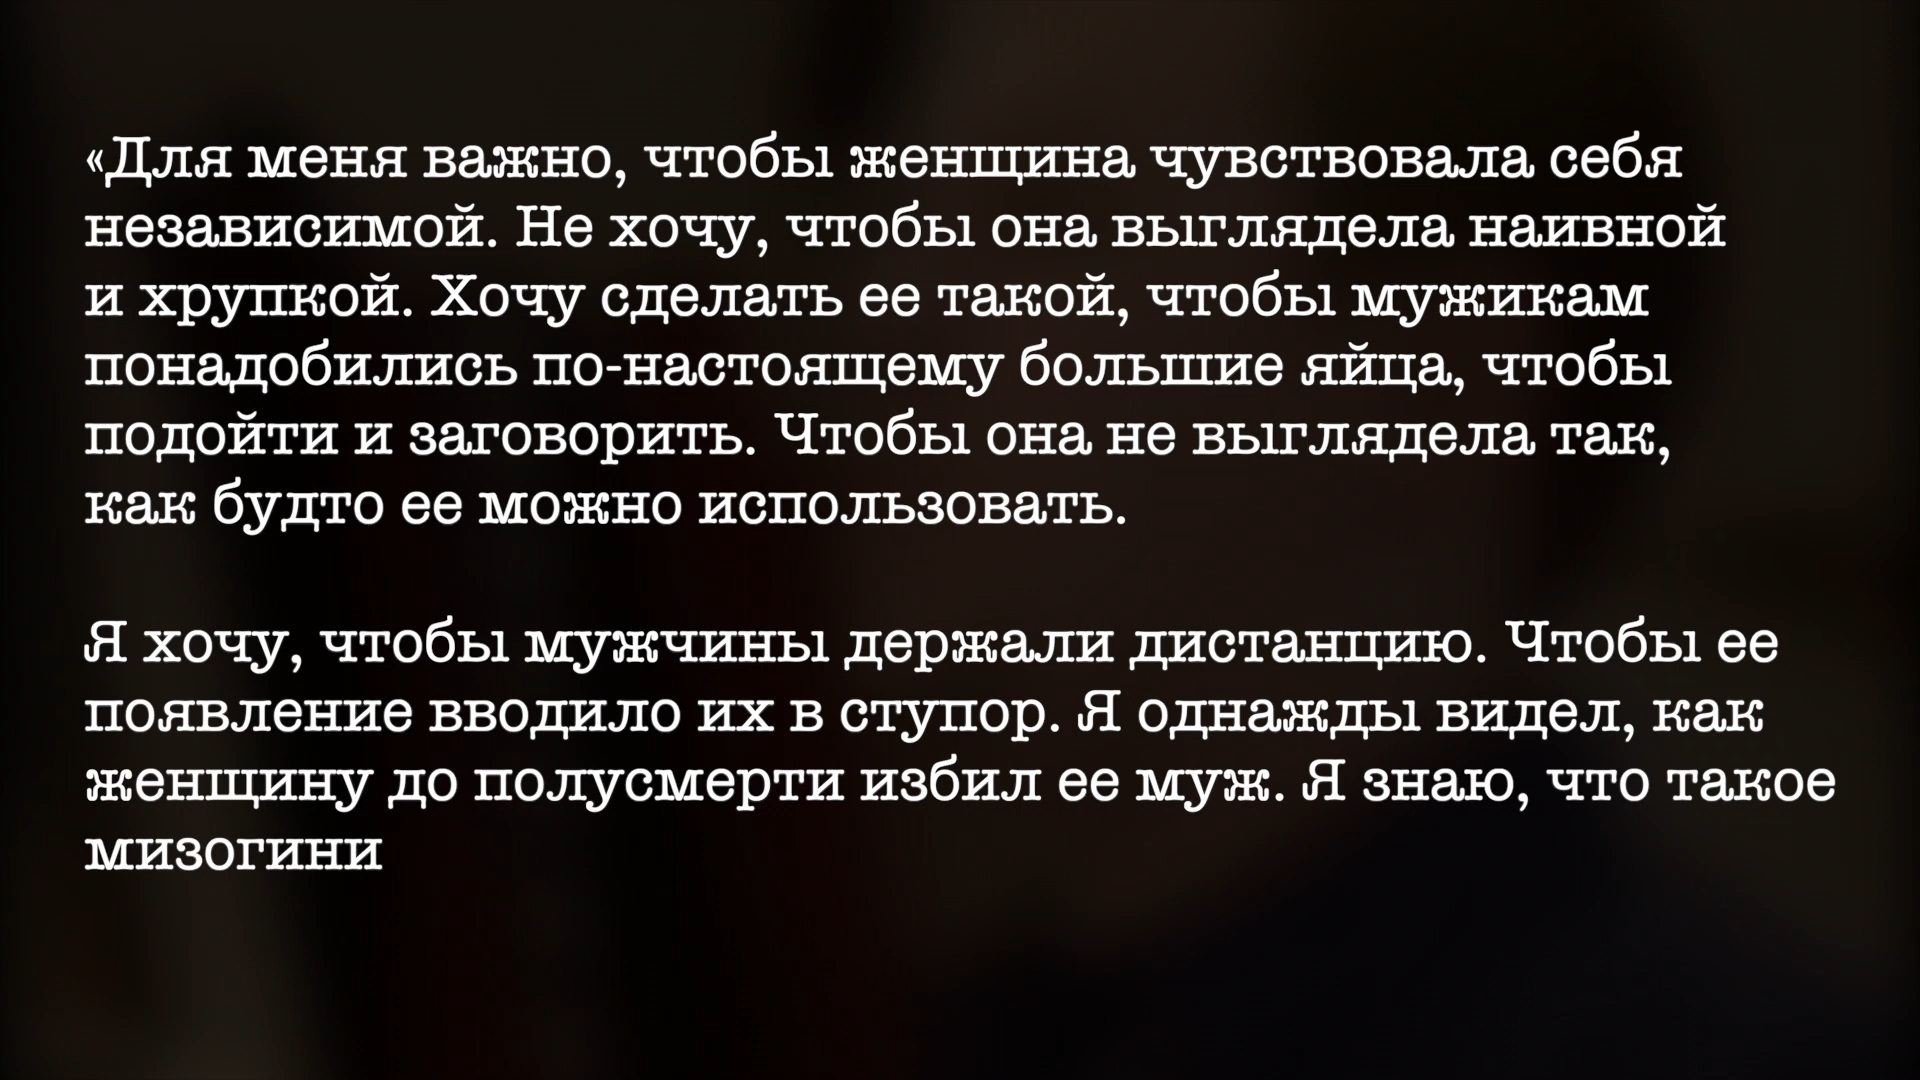 «Для меня важно, чтобы женщина чувствовала себя
независимой. Не хочу, чтобы она выглядела наивной
и хрупкой. Хочу сделать ее такой, чтобы мужикам
понадобились по-настоящему большие яйца, чтобы
подойти и заговорить. Чтобы она не выглядела так,
как будто ее можно использовать.
Я хочу, чтобы мужчины держали дистанцию. Чтобы ее
появление вводило их в ступор. Я однажды видел, как
женщину до полусмерти избил ее муж. Я знаю, что такое
мизогини